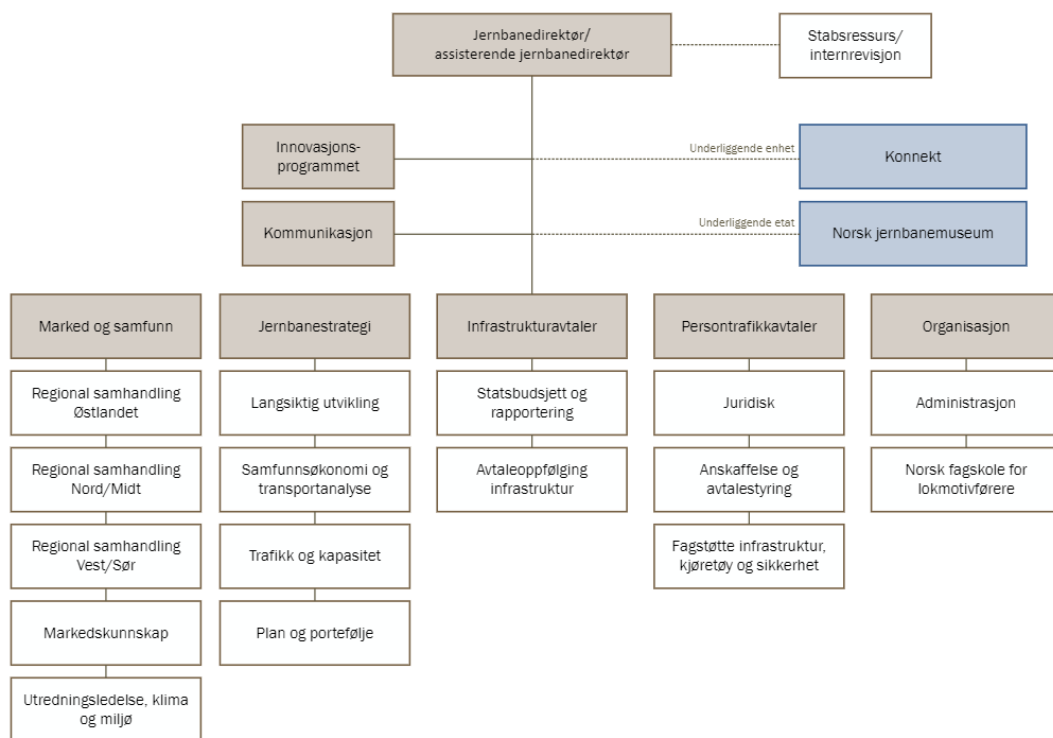 Jernbanedirektør/
assisterende jernbanedirektør
Stabsressurs/
internrevisjon
Innovasjons-
programmet
Underliggende enhet
Konnekt
Kommunikasjon
Underliggende etat
Norsk jernbanemuseum
Marked og samfunn
Jernbanestrategi
Infrastrukturavtaler
Persontrafikkavtaler
Organisasjon
Regional samhandling
Østlandet
Langsiktig utvikling
Statsbudsjett og
rapportering
Juridisk
Administrasjon
Regional samhandling
Nord/Midt
Samfunnsøkonomi og
transportanalyse
Avtaleoppfølging
infrastruktur
Anskaffelse og
avtalestyring
Norsk fagskole for
lokmotivførere
Regional samhandling
Vest/Sør
Trafikk og kapasitet
Fagstøtte infrastruktur,
kjøretøy og sikkerhet
Markedskunnskap
Plan og portefølje
Utredningsledelse, klima
og miljø